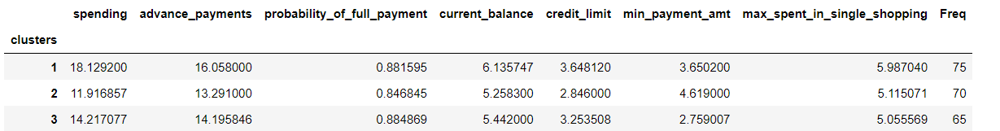 spending advance_payments probability_of_full_payment current_balance credit_limit min_payment_amt max_spent_in_single_shopping Freq
clusters
1 18.129200 16.058000 0.881595 6.135747 3.648120 3.650200 5.987040 75
2 11.916857 13.291000 0.846845 5.258300 2.846000 4.619000 5.115071 70
3 14.217077 14.195846 0.884869 5.442000 3.253508 2.759007 5.055569 65